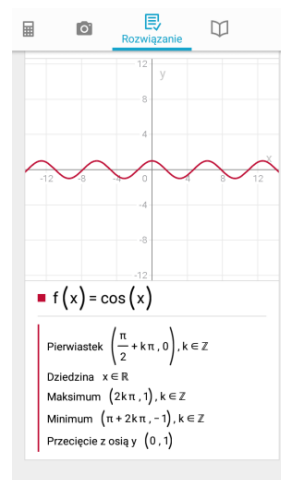 Rozwiązanie
12
y
8
4
x
-12 -8 -4 0 4 8 12
-4
-8
-12
f(x) = cos(x)
Pierwiastek (π/2 + kπ, 0), k ∈ ℤ
Dziedzina x ∈ ℝ
Maksimum (2kπ, 1), k ∈ ℤ
Minimum (π + 2kπ, -1), k ∈ ℤ
Przecięcie z osią y (0, 1)